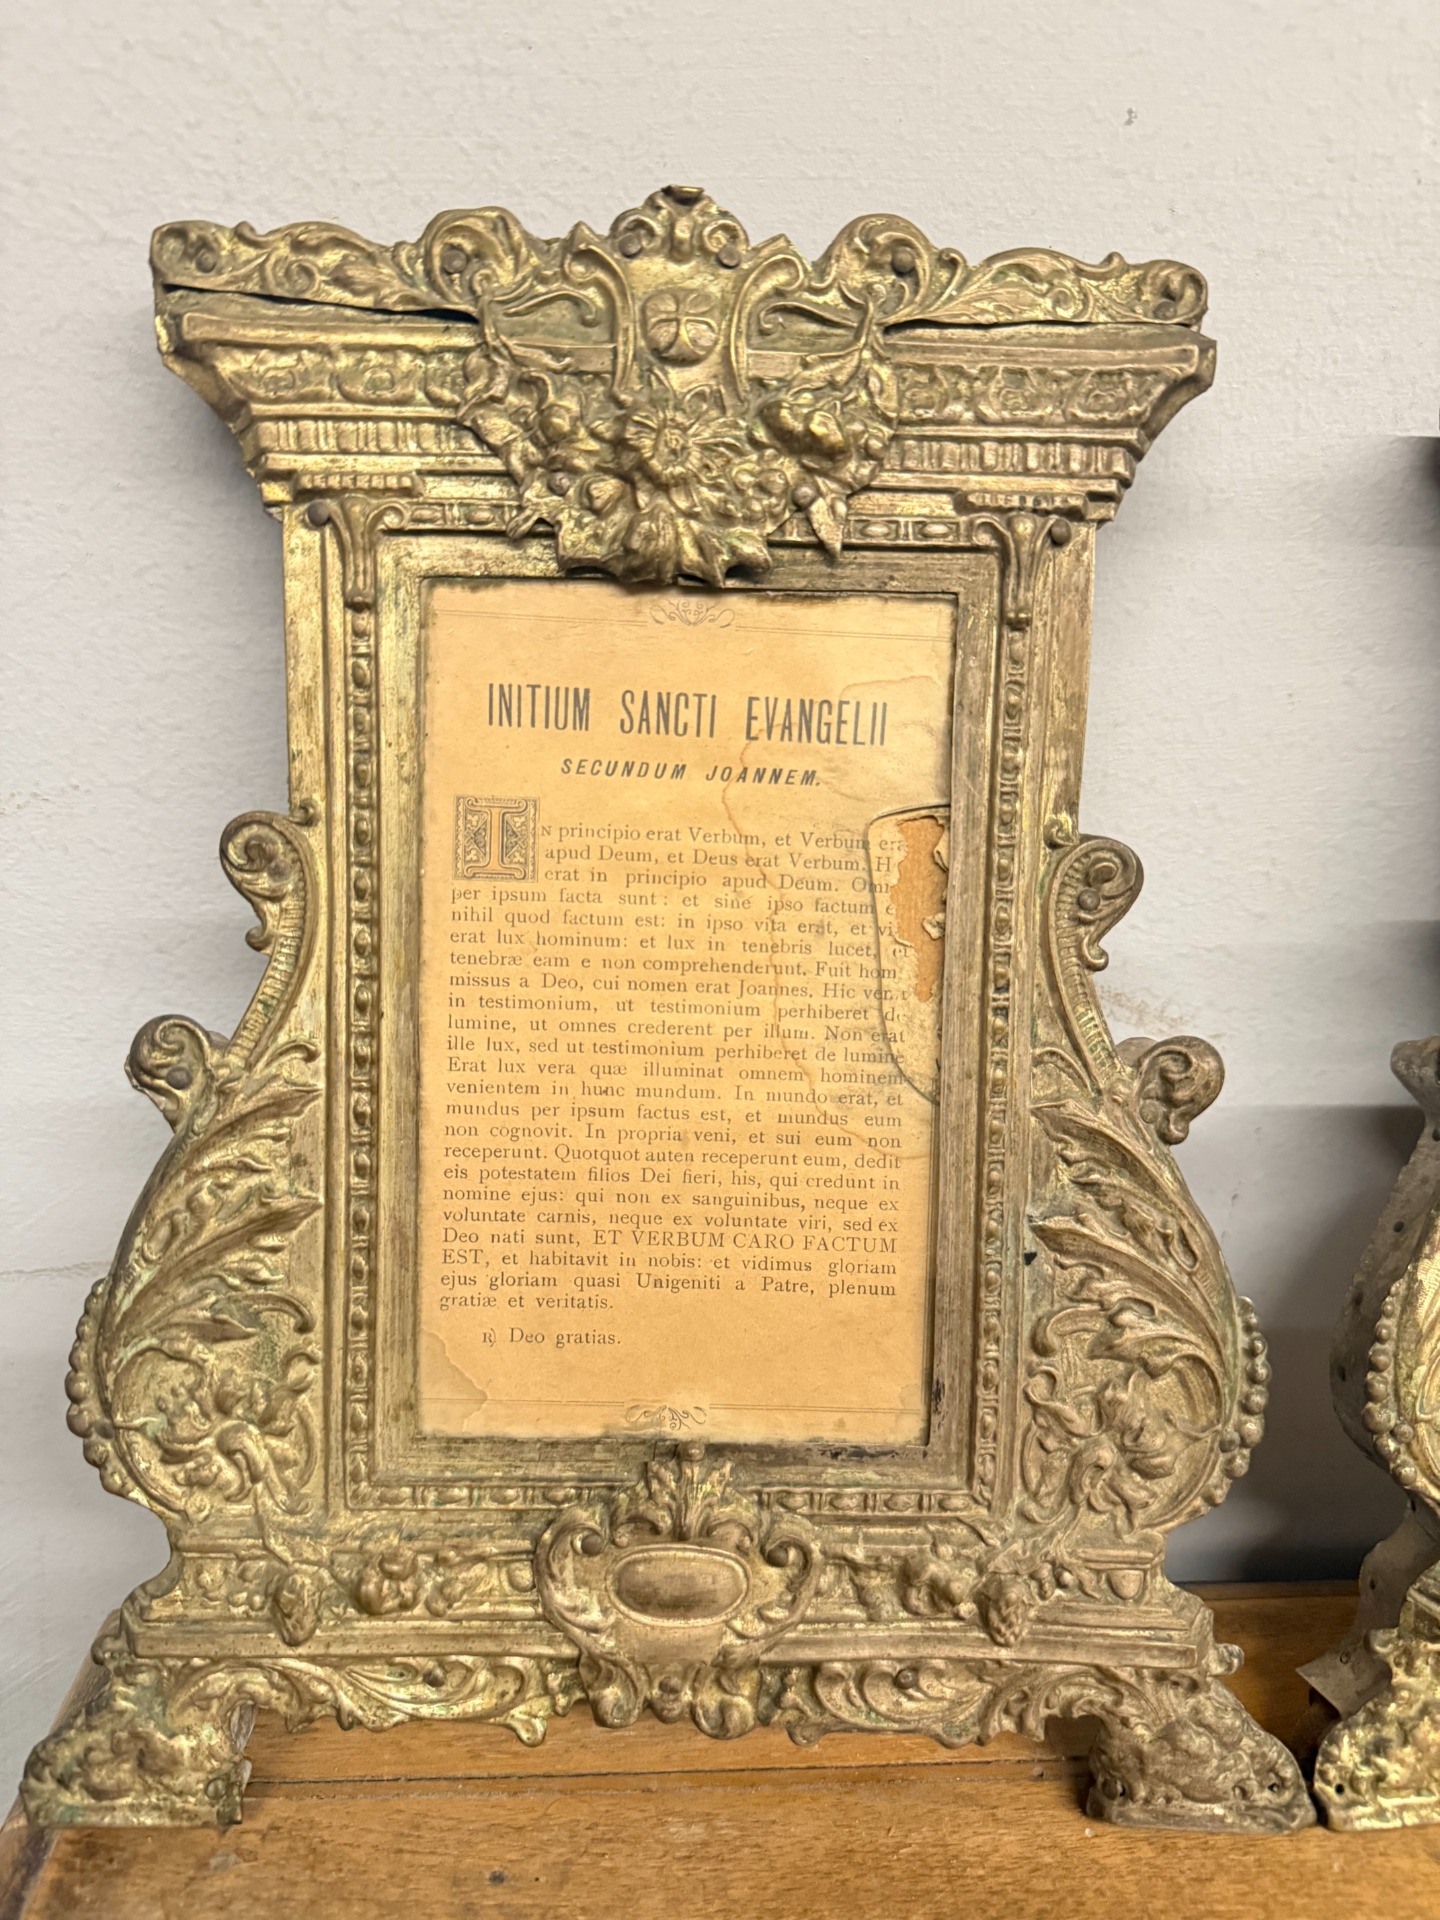 INITIUM SANCTI EVANGELII
SECUNDUM JOANNEM.
IN principio erat Verbum, et Verbum
apud Deum, et Deus erat Verbum.
erat in principio apud Deum.
per ipsum facta sunt: et sine ipso factum
nihil quod factum est: in ipso vita erat, et
erat lux hominum: et lux in tenebris lucet, et
tenebræ eam e non comprehenderunt. Fuit
missus a Deo, cui nomen erat Joannes. Hic
in testimonium, ut testimonium perhiberet
lumine, ut omnes crederent per illum. Non erat
ille lux, sed ut testimonium perhiberet de lumine
Erat lux vera quæ illuminat omnem hominem
venientem in hunc mundum. In mundo erat, et
mundus per ipsum factus est, et mundus eum
non cognovit. In propria veni, et sui eum non
receperunt. Quotquot auten receperunt eum, dedit
eis potestatem filios Dei fieri, his, qui credunt in
nomine ejus: qui non ex sanguinibus, neque ex
voluntate carnis, neque ex voluntate viri, sed ex
Deo nati sunt, ET VERBUM CARO FACTUM
EST, et habitavit in nobis: et vidimus gloriam
ejus gloriam quasi Unigeniti a Patre, plenum
gratiæ et veritatis.
℟ Deo gratias.